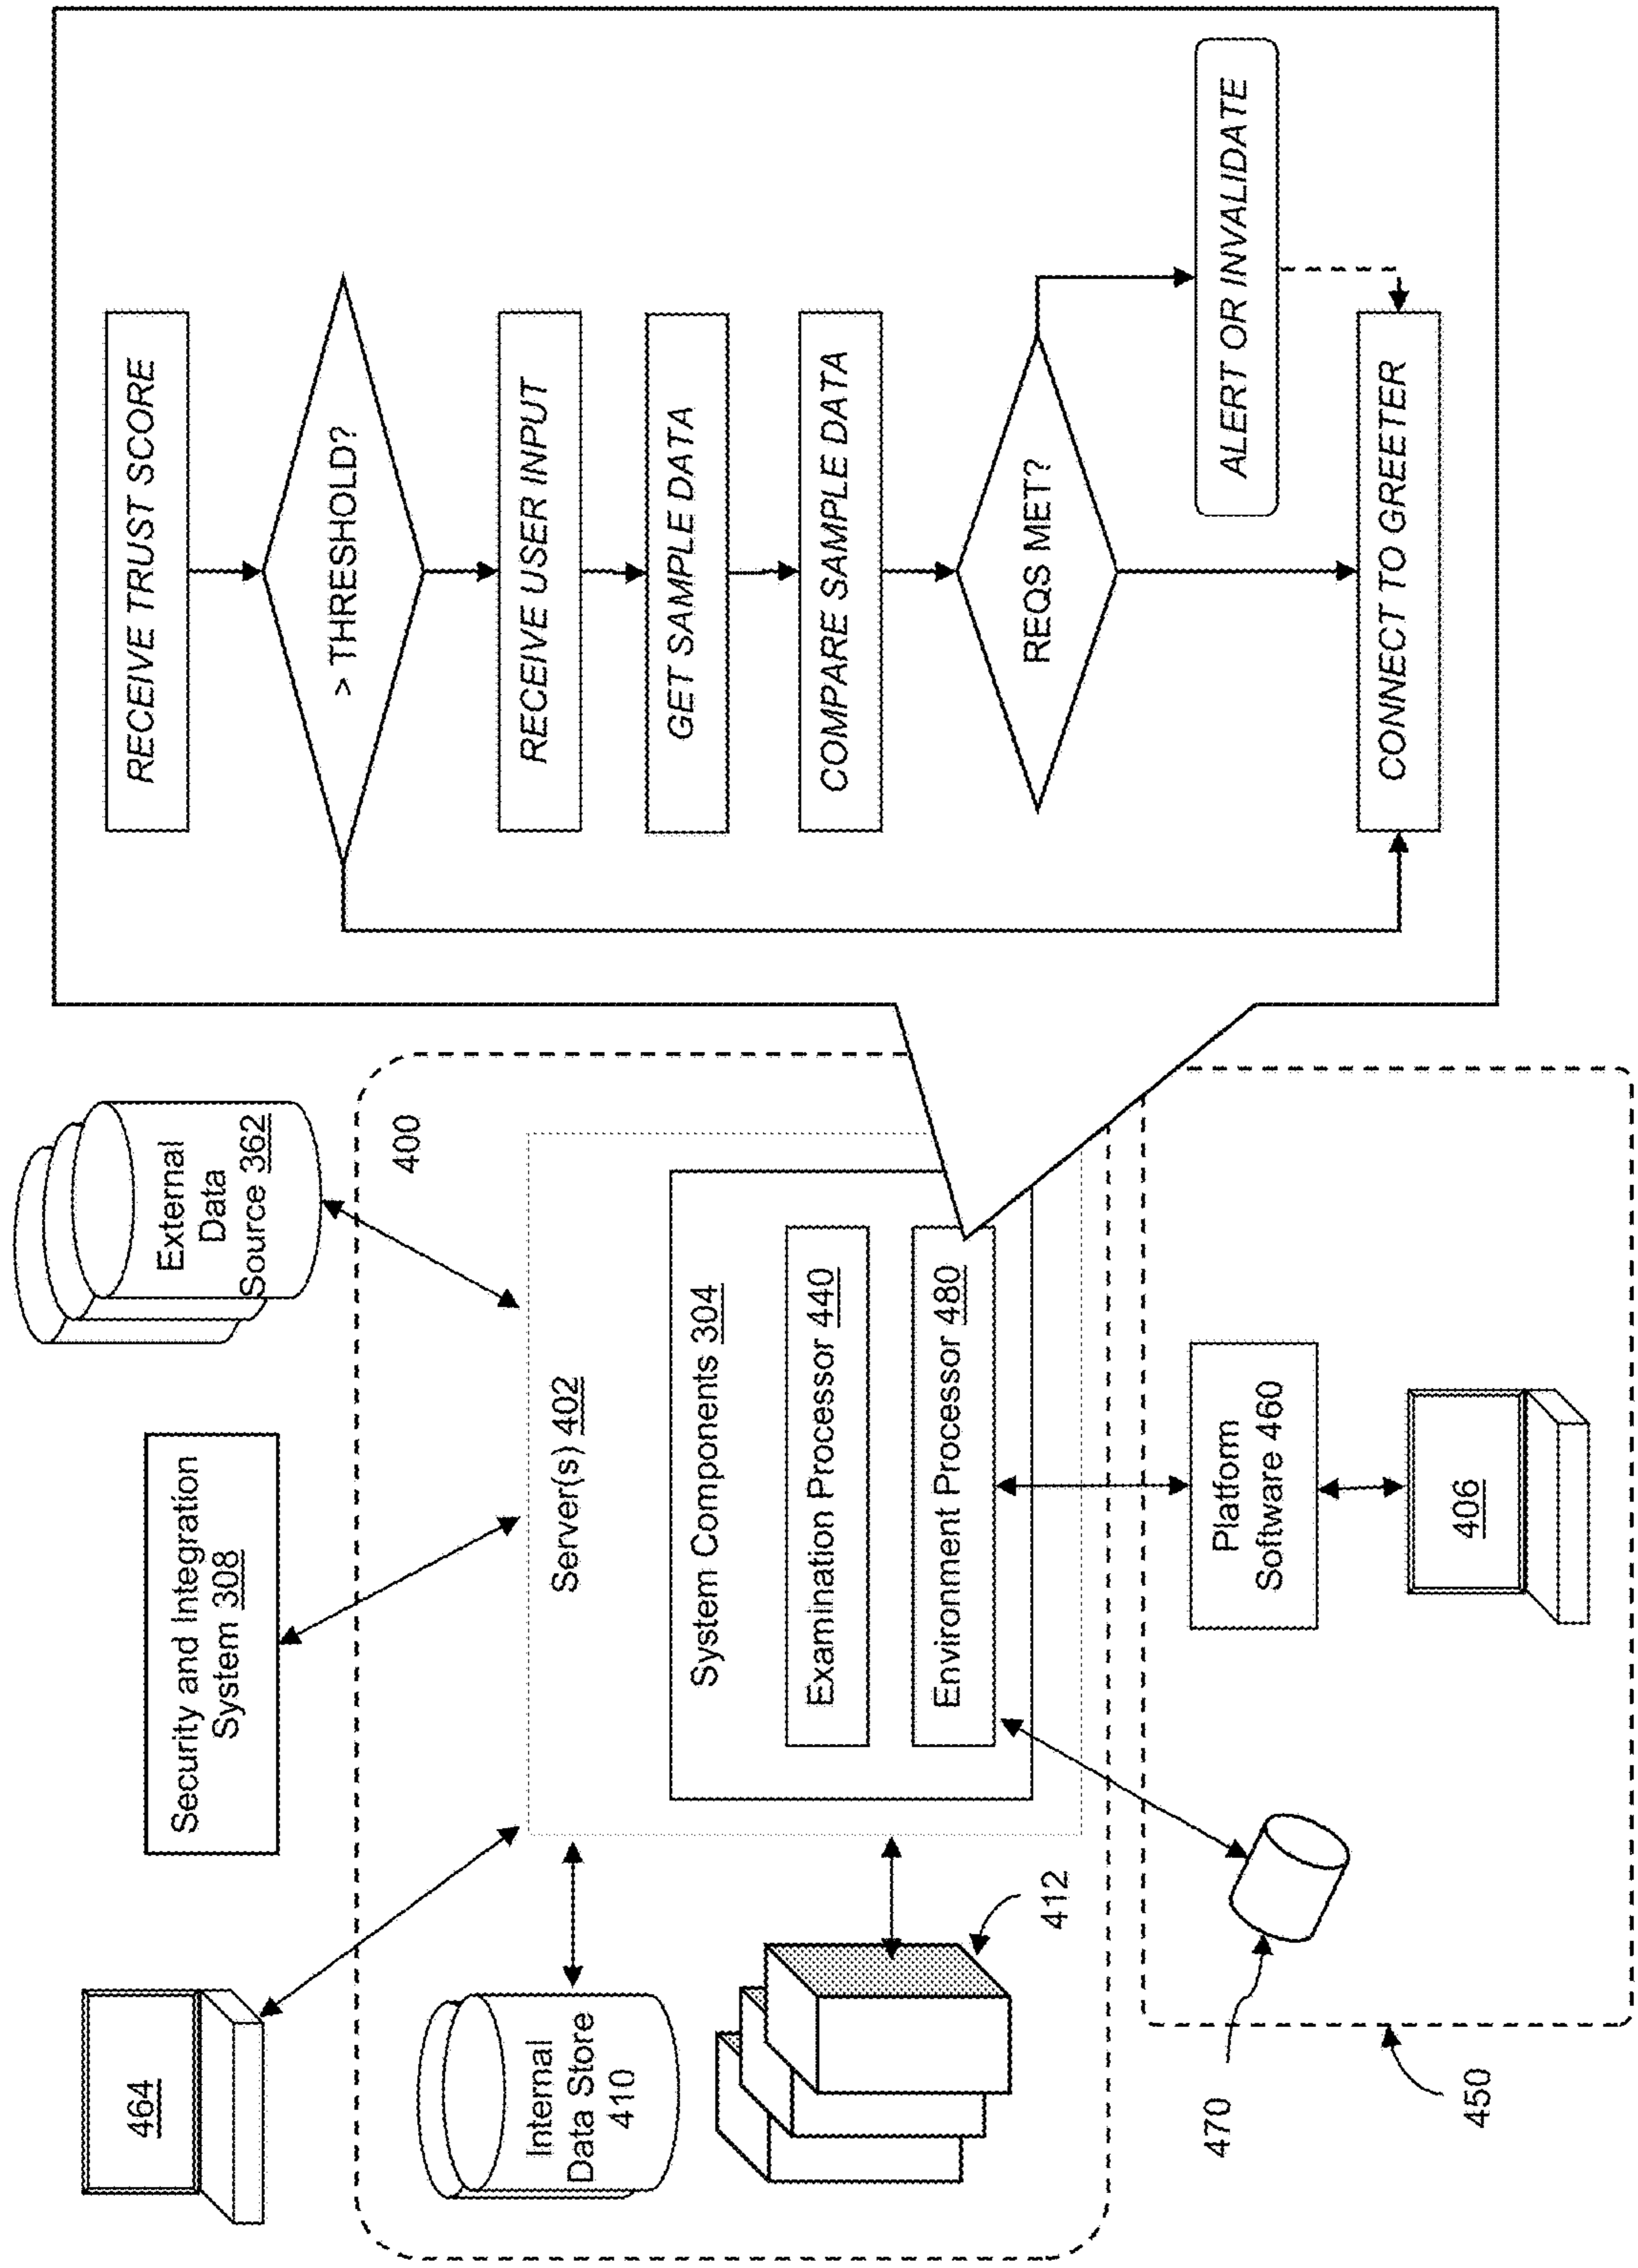 464
Security and Integration
System 308
External
Data
Source 362
400
Internal
Data Store
410
412
Server(s) 402
System Components 304
Examination Processor 440
Environment Processor 480
470
450
Platform
Software 460
406
RECEIVE TRUST SCORE
> THRESHOLD?
RECEIVE USER INPUT
GET SAMPLE DATA
COMPARE SAMPLE DATA
REQS MET?
ALERT OR INVALIDATE
CONNECT TO GREETER